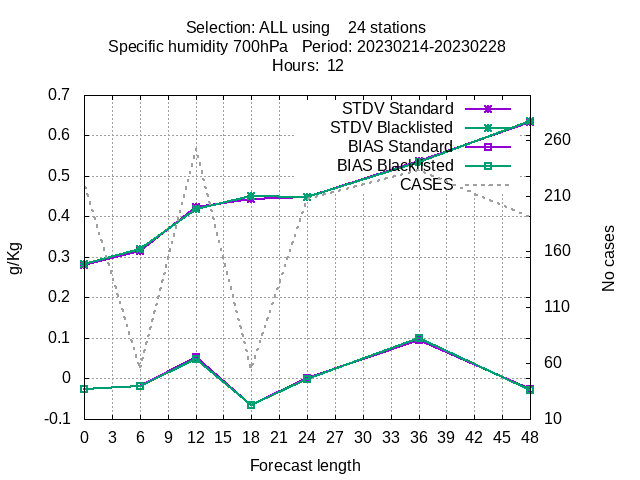 Selection: ALL using 24 stations
Specific humidity 700hPa Period: 20230214-20230228
Hours: 12
0.7
0.6
0.5
0.4
0.3
0.2
0.1
0
-0.1
g/Kg
STDV Standard
STDV Blacklisted
BIAS Standard
BIAS Blacklisted
CASES
260
210
160
110
60
10
No cases
0 3 6 9 12 15 18 21 24 27 30 33 36 39 42 45 48
Forecast length